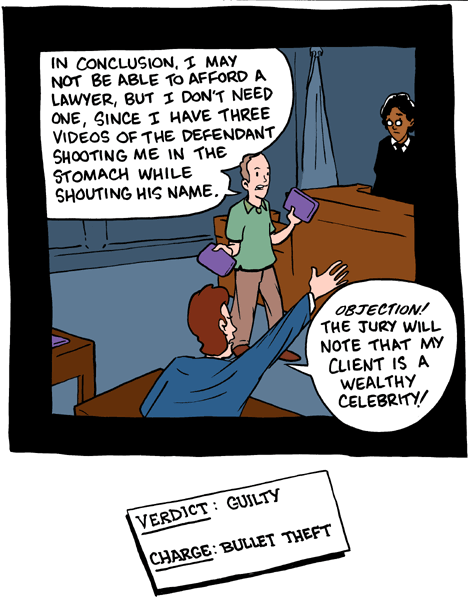 IN CONCLUSION, I MAY
NOT BE ABLE TO AFFORD A
LAWYER, BUT I DON'T NEED
ONE, SINCE I HAVE THREE
VIDEOS OF THE DEFENDANT
SHOOTING ME IN THE
STOMACH WHILE
SHOUTING HIS NAME.
OBJECTION!
THE JURY WILL
NOTE THAT MY
CLIENT IS A
WEALTHY
CELEBRITY!
VERDICT: GUILTY
CHARGE: BULLET THEFT